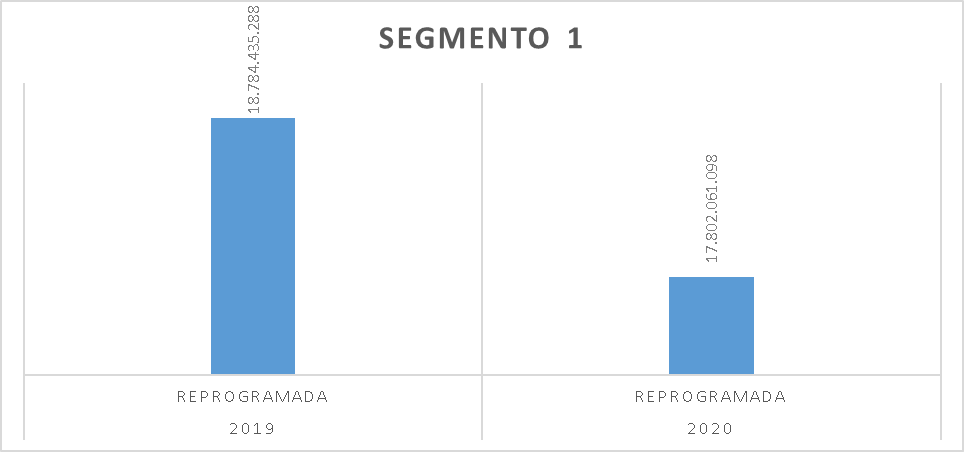 SEGMENTO 1
18.784.435.288
17.802.061.098
REPROGRAMADA REPROGRAMADA
2019 2020